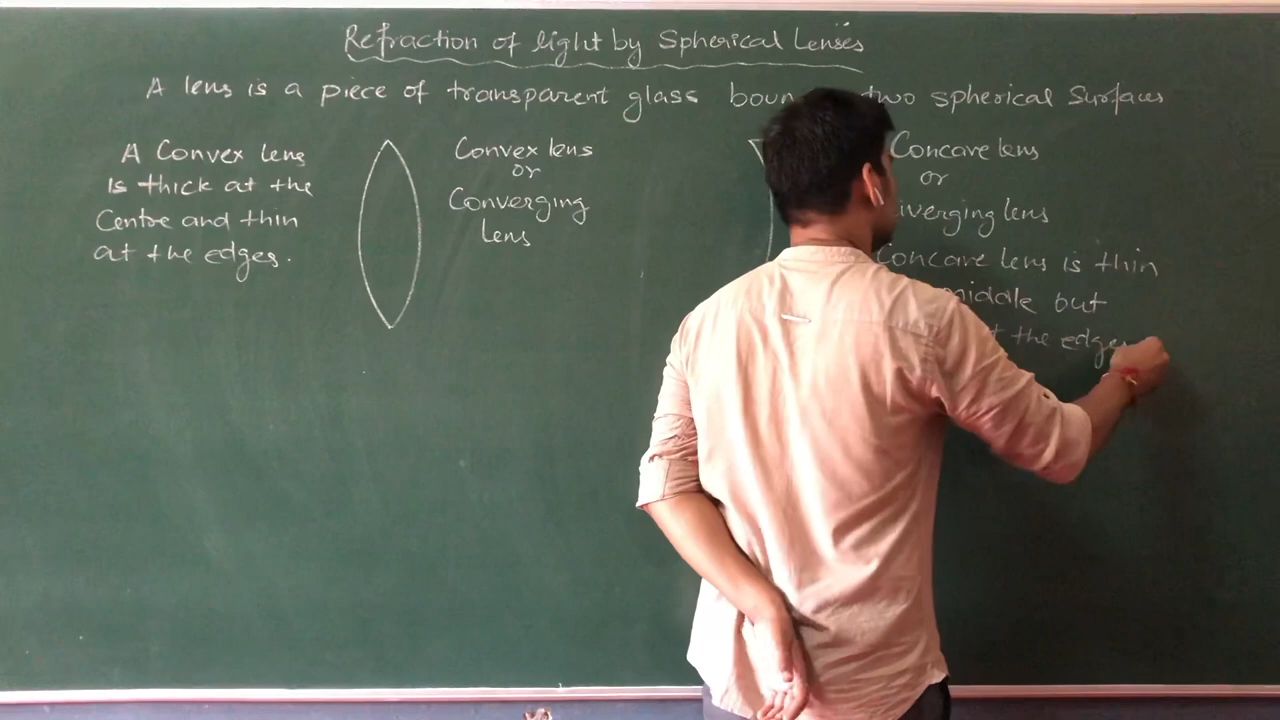 Refraction of light by Spherical Lenses
A lens is a piece of transparent glass boun two spherical Surfaces
A Convex lens
is thick at the
Centre and thin
at the edges.
Convex lens
or
Converging
lens
Concave lens
or
iverging lens
Concave lens is thin
middle but
the edges